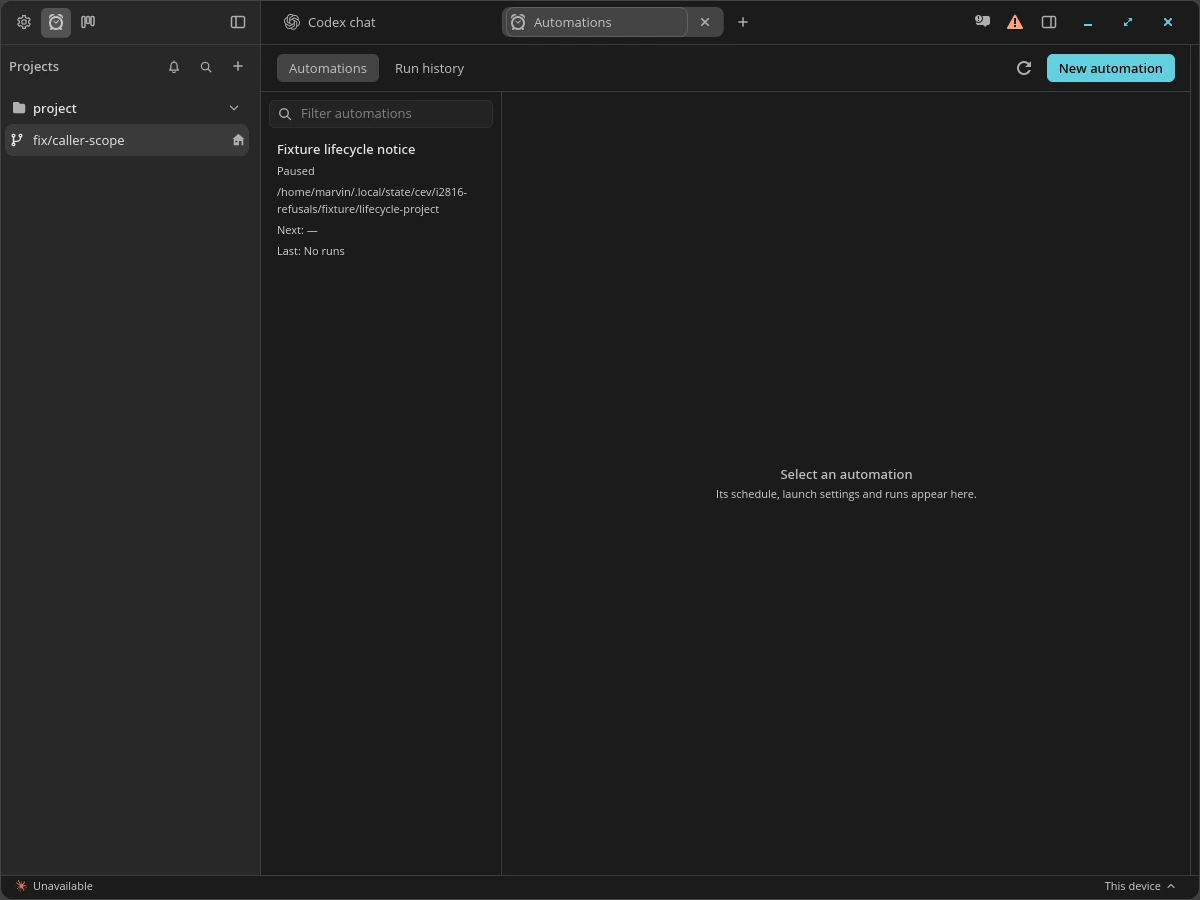 Codex chat
Automations
Projects
Automations
Run history
New automation
project
fix/caller-scope
Filter automations
Fixture lifecycle notice
Paused
/home/marvin/.local/state/cev/i2816-
refusals/fixture/lifecycle-project
Next: —
Last: No runs
Select an automation
Its schedule, launch settings and runs appear here.
Unavailable
This device